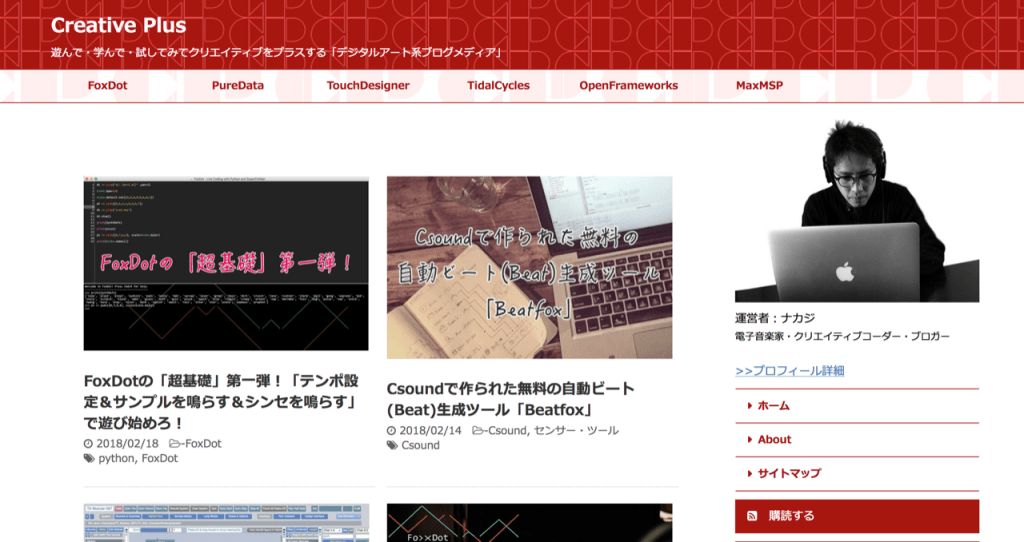 Creative Plus
遊んで・学んで・試してみてクリエイティブをプラスする「デジタルアート系ブログメディア」
FoxDot PureData TouchDesigner TidalCycles OpenFrameworks MaxMSP
FoxDotの「超基礎」第一弾！
Csoundで作られた無料の
自動ビート(Beat)生成ツール
「Beatfox」
FoxDotの「超基礎」第一弾！「テンポ設
定＆サンプルを鳴らす＆シンセを鳴らす」
で遊び始めろ！
2018/02/18 -FoxDot
python, FoxDot
Csoundで作られた無料の自動ビート
(Beat)生成ツール「Beatfox」
2018/02/14 -Csound, センサー・ツール
Csound
Fo>×Dot
運営者：ナカジ
電子音楽家・クリエイティブコーダー・ブロガー
>>プロフィール詳細
ホーム
About
サイトマップ
購読する